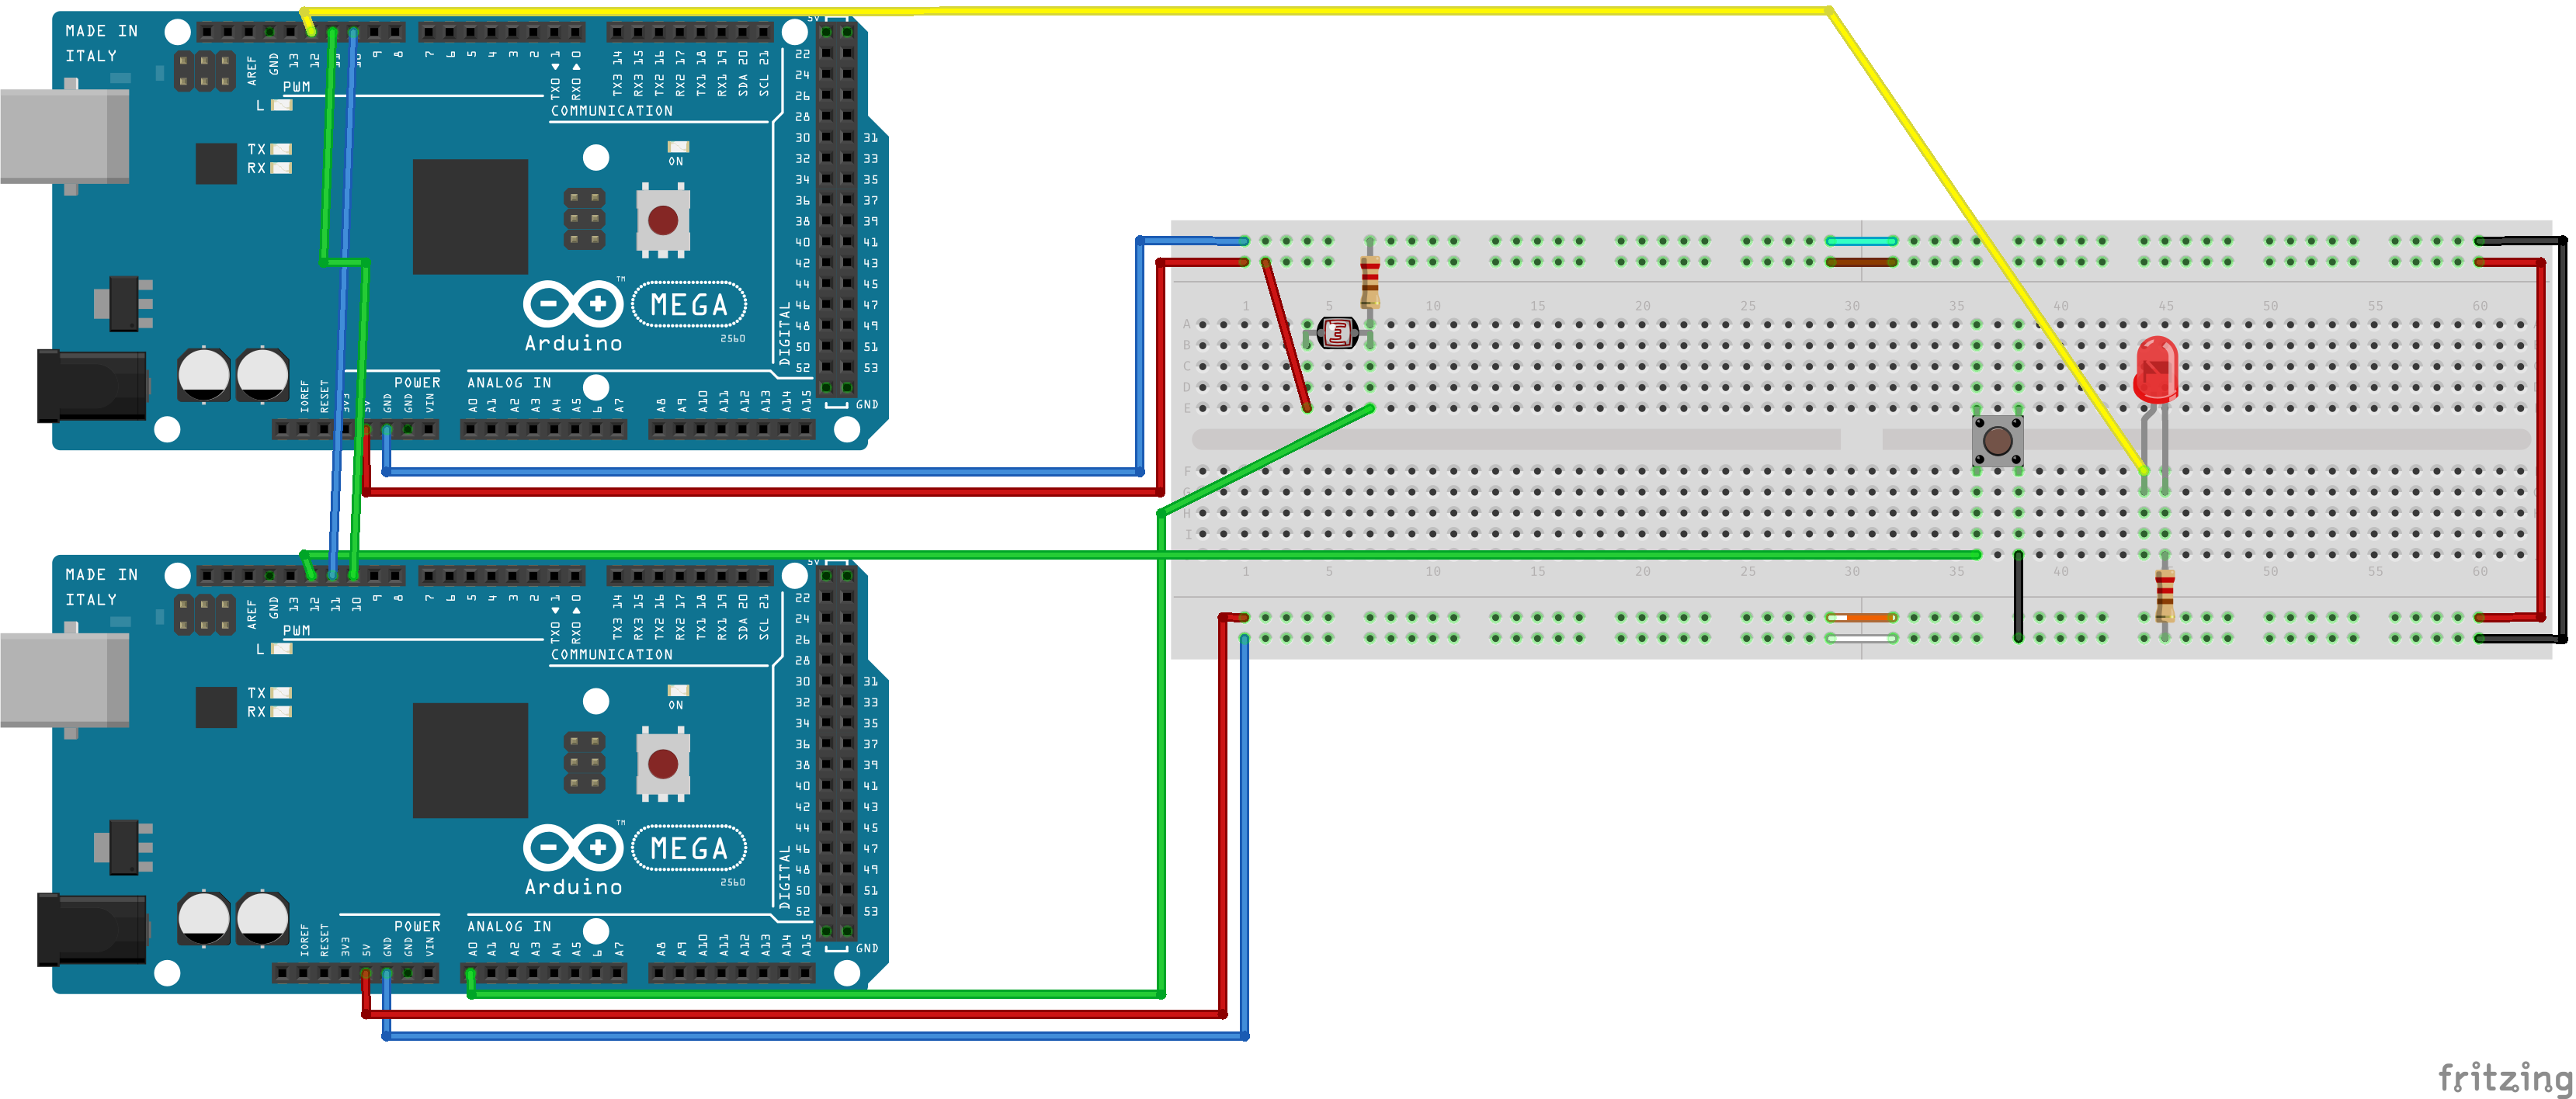 MADE IN
ITALY
AREF
GND
13
12
11
10
9
8
7
6
5
4
3
2
TX0 1
RX0 0
TX3 14
RX3 15
TX2 16
RX2 17
TX1 18
RX1 19
SDA 20
SCL 21
5V
PWM
L
COMMUNICATION
TX
RX
ON
22
24
26
28
30 31
32 33
34 35
36 37
38 39
40 41
42 43
44 45
46 47
48 49
50 51
52 53
DIGITAL
GND
MEGA
TM
Arduino
2560
POWER
ANALOG IN
IOREF
RESET
3V3
5V
GND
GND
VIN
A0
A1
A2
A3
A4
A5
6
A7
A8
A9
A10
A11
A12
A13
A14
A15
MADE IN
ITALY
AREF
GND
13
12
11
10
9
8
7
6
5
4
3
2
TX0 1
RX0 0
TX3 14
RX3 15
TX2 16
RX2 17
TX1 18
RX1 19
SDA 20
SCL 21
5V
PWM
L
COMMUNICATION
TX
RX
ON
22
24
26
28
30 31
32 33
34 35
36 37
38 39
40 41
42 43
44 45
46 47
48 49
50 51
52 53
DIGITAL
GND
MEGA
TM
Arduino
2560
POWER
ANALOG IN
IOREF
RESET
3V3
5V
GND
GND
VIN
A0
A1
A2
A3
A4
A5
6
A7
A8
A9
A10
A11
A12
A13
A14
A15
1 5 10 15 20 25 30 35 40 45 50 55 60
A
B
C
D
E
F
G
H
I
1 5 10 15 20 25 30 35 40 50 55 60
fritzing